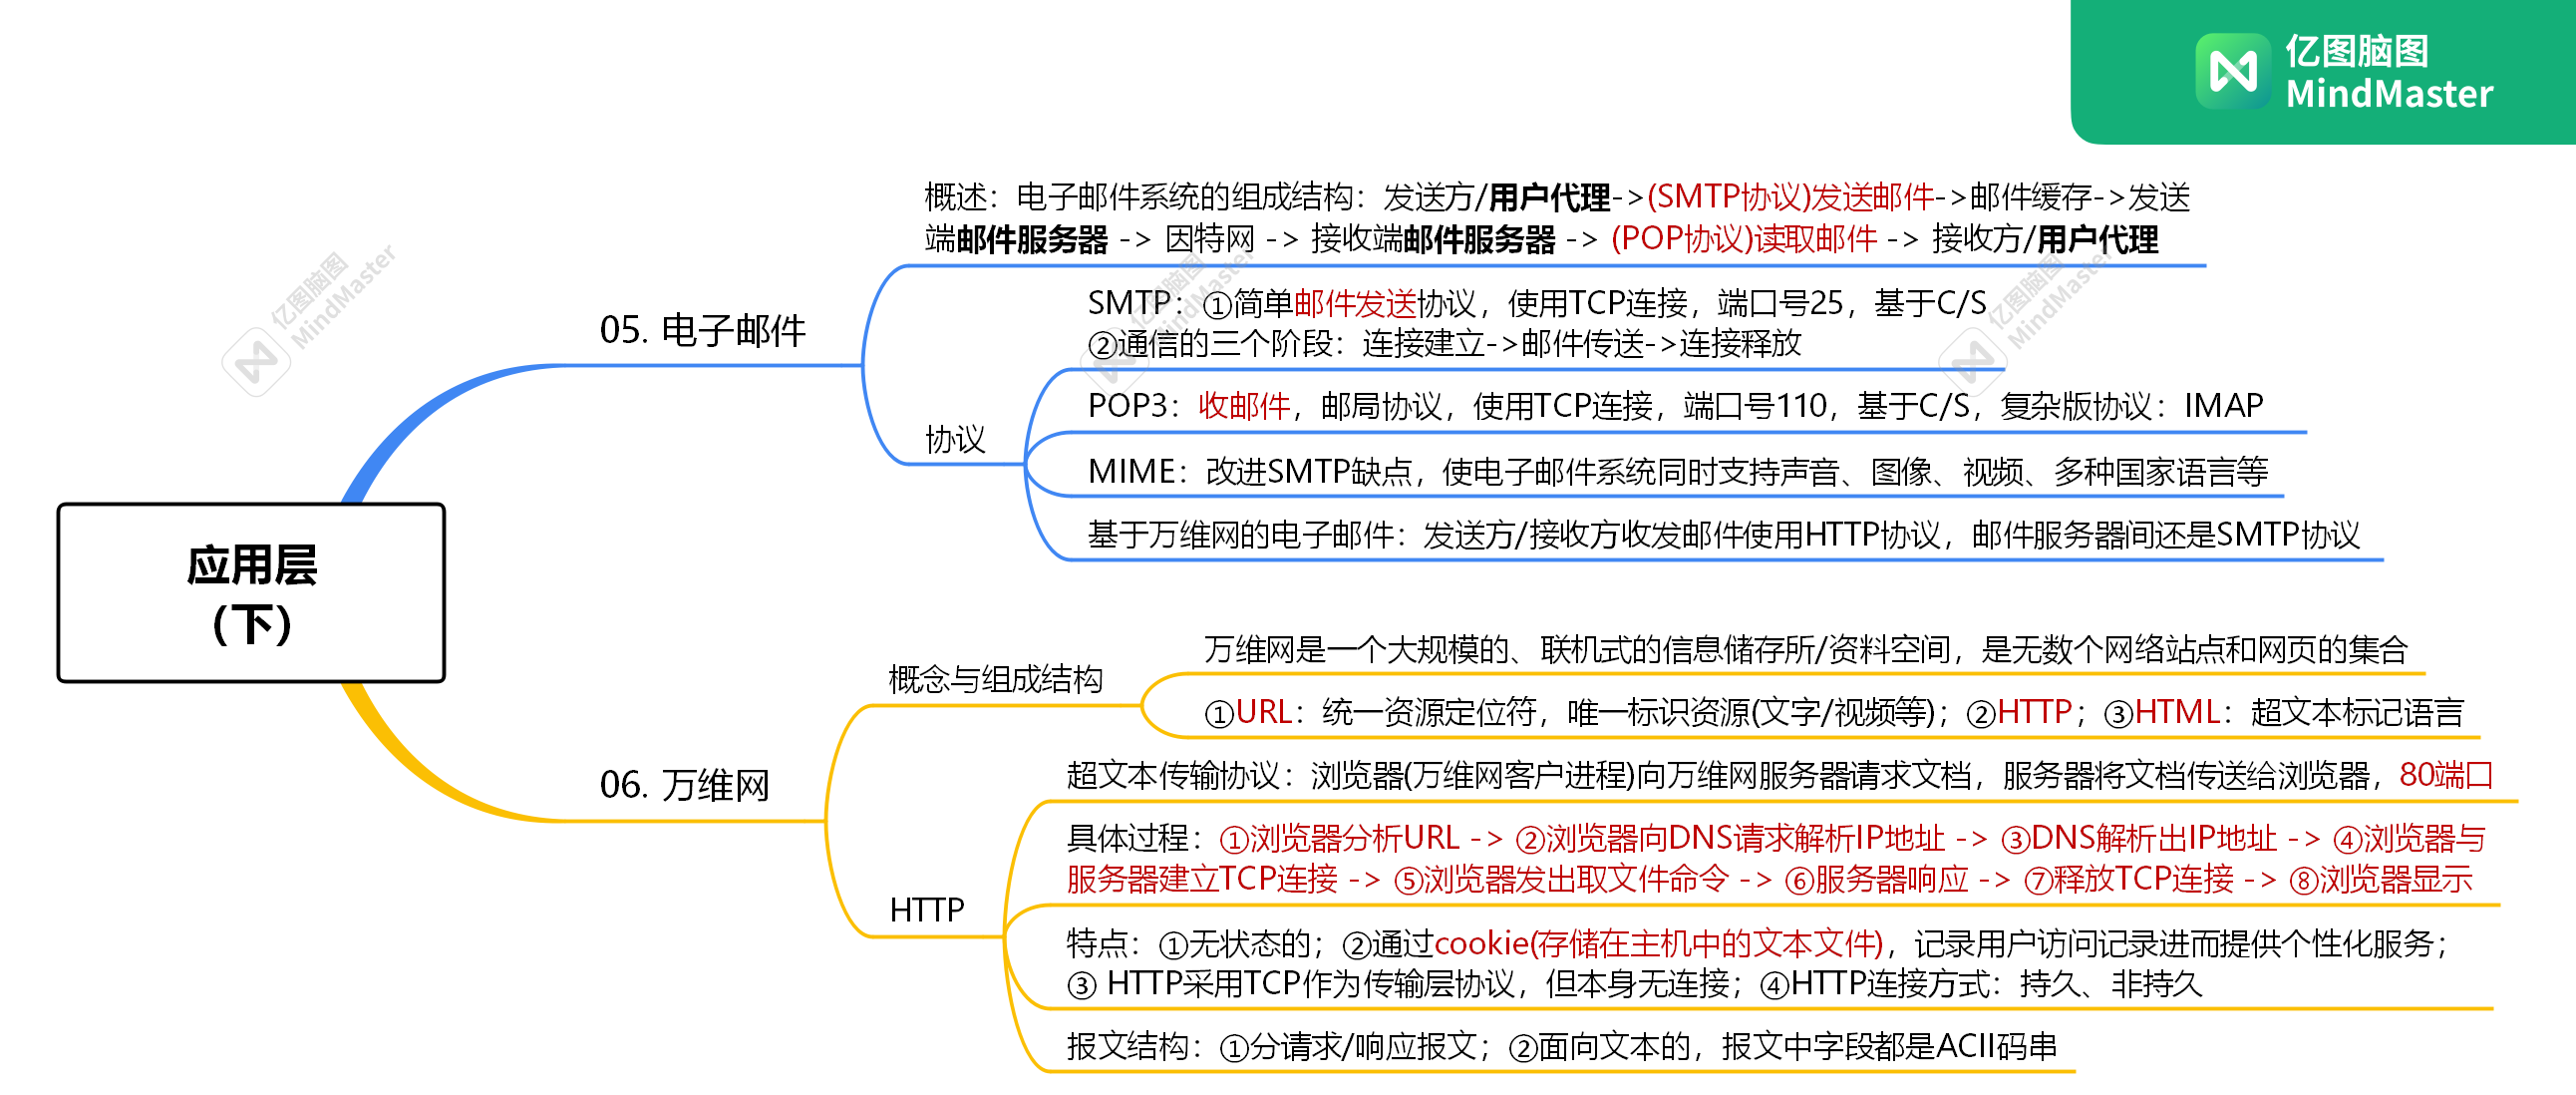 亿图脑图
MindMaster
概述：电子邮件系统的组成结构：发送方/用户代理->(SMTP协议)发送邮件->邮件缓存->发送
端邮件服务器 -> 因特网 -> 接收端邮件服务器 -> (POP协议)读取邮件 -> 接收方/用户代理
亿图脑图
MindMaster
亿图脑图
MindMaster
亿图脑图
MindMaster
05. 电子邮件
SMTP：①简单邮件发送协议，使用TCP连接，端口号25，基于C/S
②通信的三个阶段：连接建立->邮件传送->连接释放
POP3：收邮件，邮局协议，使用TCP连接，端口号110，基于C/S，复杂版协议：IMAP
协议
MIME：改进SMTP缺点，使电子邮件系统同时支持声音、图像、视频、多种国家语言等
基于万维网的电子邮件：发送方/接收方收发邮件使用HTTP协议，邮件服务器间还是SMTP协议
应用层
（下）
万维网是一个大规模的、联机式的信息储存所/资料空间，是无数个网络站点和网页的集合
概念与组成结构
①URL：统一资源定位符，唯一标识资源(文字/视频等)；②HTTP；③HTML：超文本标记语言
06. 万维网
超文本传输协议：浏览器(万维网客户进程)向万维网服务器请求文档，服务器将文档传送给浏览器，80端口
具体过程：①浏览器分析URL -> ②浏览器向DNS请求解析IP地址 -> ③DNS解析出IP地址 -> ④浏览器与
服务器建立TCP连接 -> ⑤浏览器发出取文件命令 -> ⑥服务器响应 -> ⑦释放TCP连接 -> ⑧浏览器显示
HTTP
特点：①无状态的；②通过cookie(存储在主机中的文本文件)，记录用户访问记录进而提供个性化服务；
③ HTTP采用TCP作为传输层协议，但本身无连接；④HTTP连接方式：持久、非持久
报文结构：①分请求/响应报文；②面向文本的，报文中字段都是ACII码串